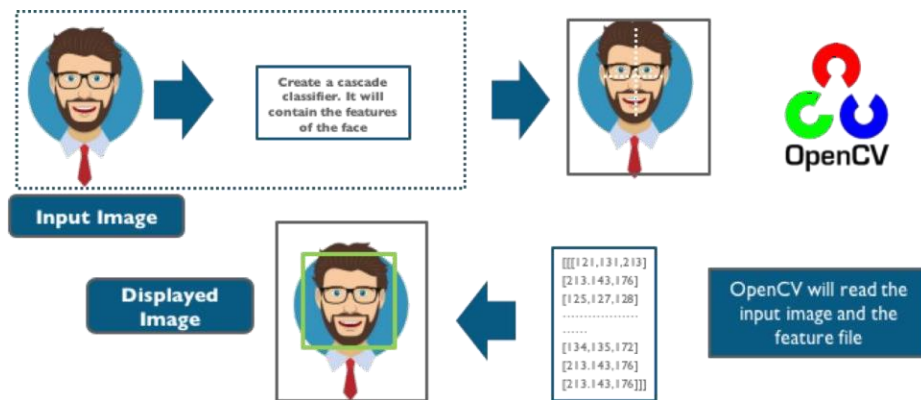 Create a cascade
classifier. It will
contain the features
of the face
OpenCV
Input Image
Displayed
Image
[[[121,131,213]
[213.143,176]
[125,127,128]
..................
......
[134,135,172]
[213.143,176]
[213.143,176]]]
OpenCV will read the
input image and the
feature file